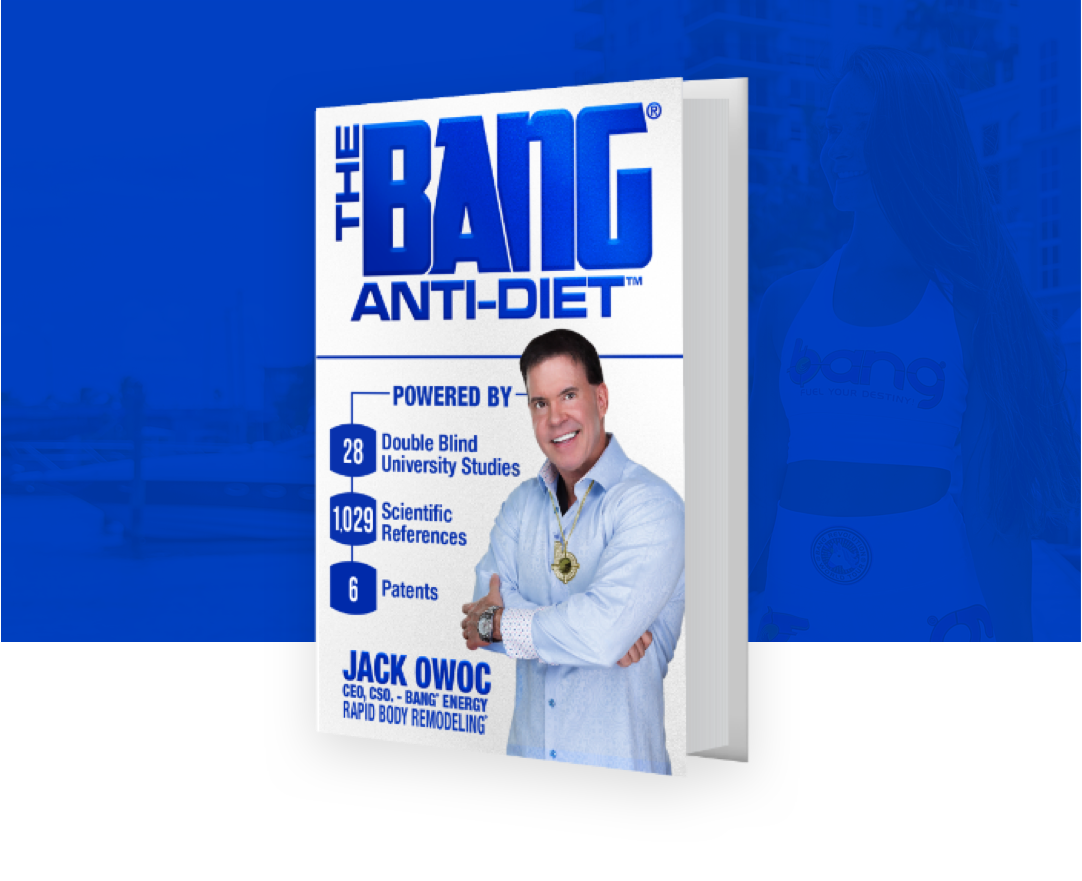 THE
BANG®
ANTI-DIET™
POWERED BY
28
Double Blind
University Studies
1,029
Scientific
References
6
Patents
JACK OWOC
CEO, CSO. - BANG® ENERGY
RAPID BODY REMODELING®
bang